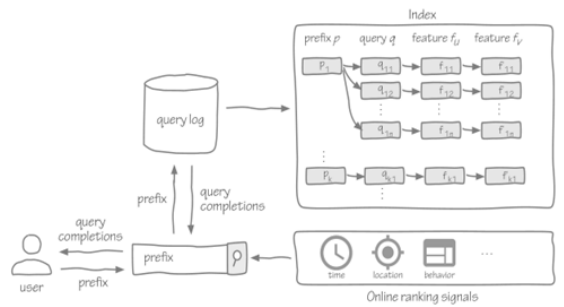 Index
prefix p query q feature fu feature fv
p1 q11 f11 f11
q12 f12 f12
q1n f1n f1n
pk qk1 fk1 fk1
query log
prefix
query
completions
query
completions
prefix
user
prefix
time location behavior ...
Online ranking signals